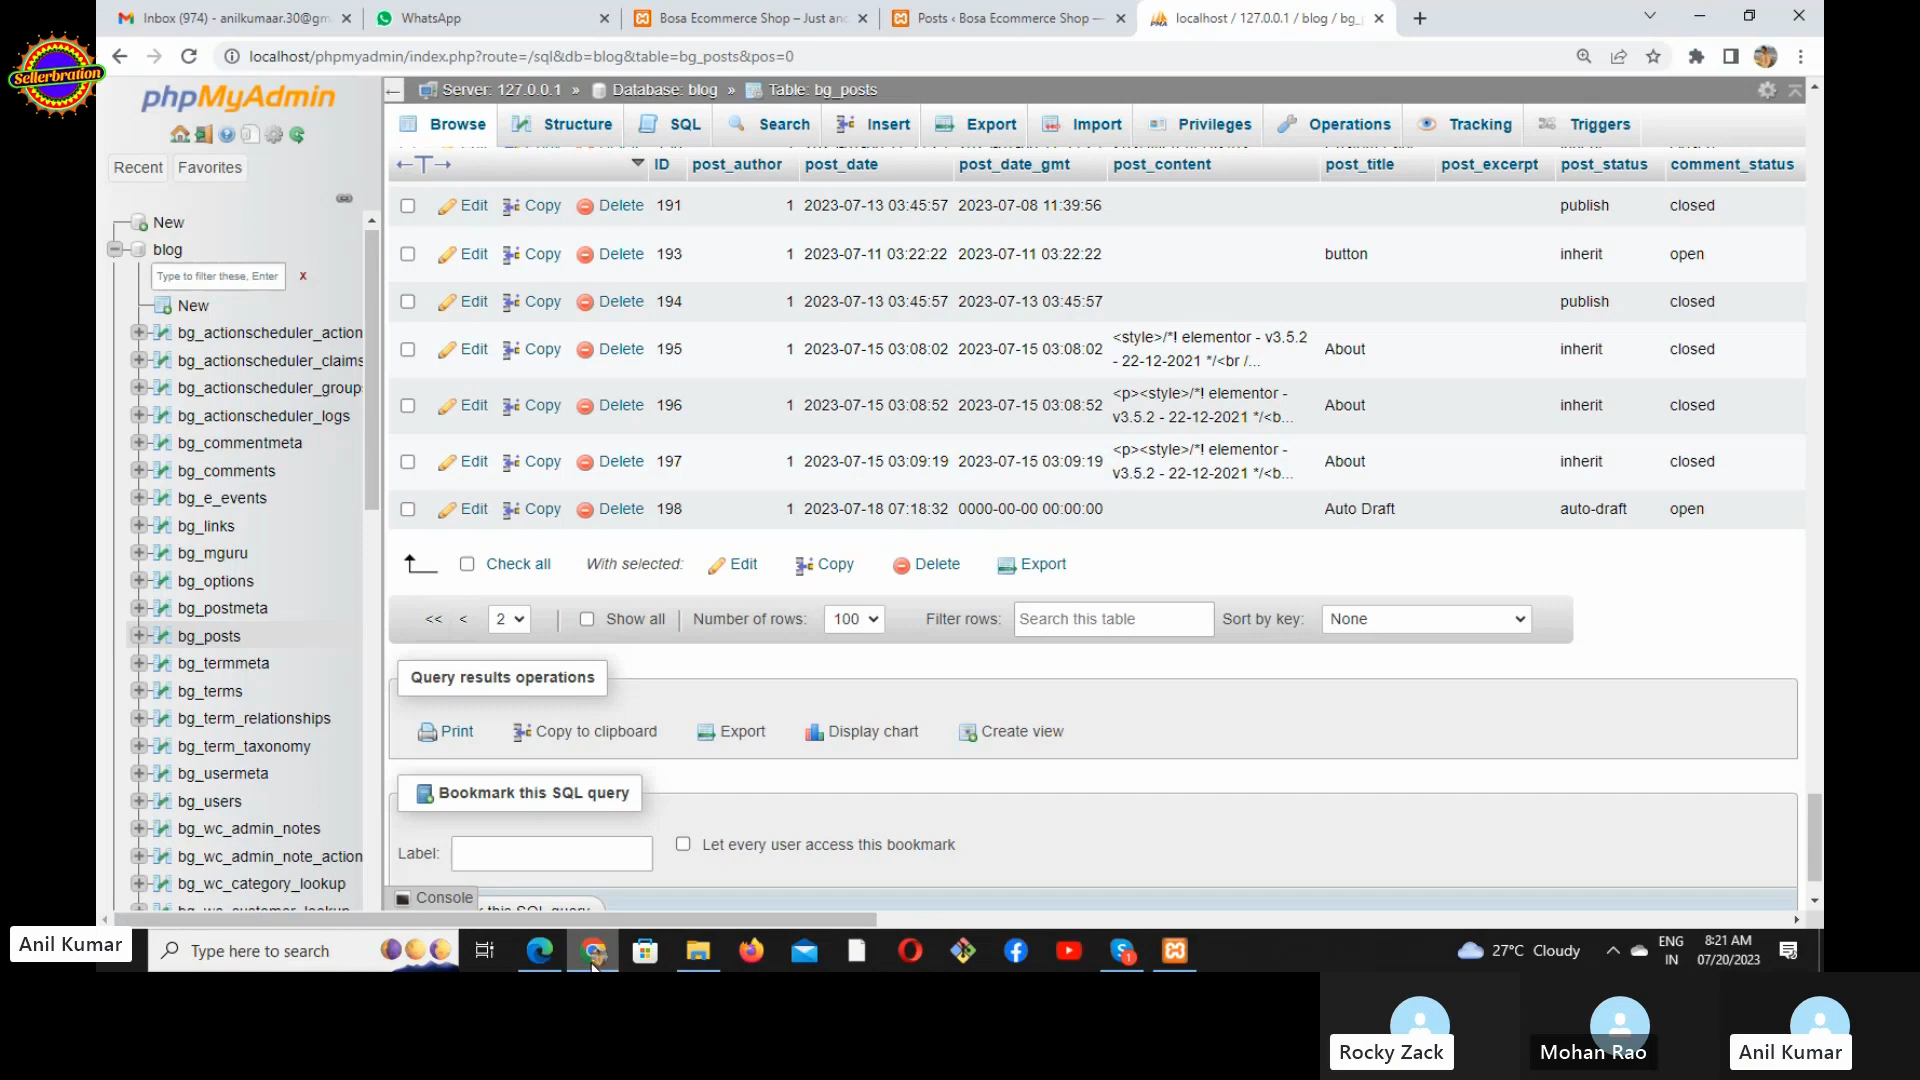 Inbox (974) - anilkumaar.30@gm
WhatsApp
Bosa Ecommerce Shop – Just an
Posts ‹ Bosa Ecommerce Shop —
localhost / 127.0.0.1 / blog / bg_
Sellerbration
localhost/phpmyadmin/index.php?route=/sql&db=blog&table=bg_posts&pos=0
phpMyAdmin
Server: 127.0.0.1 » Database: blog » Table: bg_posts
Browse Structure SQL Search Insert Export Import Privileges Operations Tracking Triggers
Recent Favorites
New
blog
Type to filter these, Enter X
New
bg_actionscheduler_action
bg_actionscheduler_claims
bg_actionscheduler_group
bg_actionscheduler_logs
bg_commentmeta
bg_comments
bg_e_events
bg_links
bg_mguru
bg_options
bg_postmeta
bg_posts
bg_termmeta
bg_terms
bg_term_relationships
bg_term_taxonomy
bg_usermeta
bg_users
bg_wc_admin_notes
bg_wc_admin_note_action
bg_wc_category_lookup
←T→ ID post_author post_date post_date_gmt post_content post_title post_excerpt post_status comment_status
Edit Copy Delete 191 1 2023-07-13 03:45:57 2023-07-08 11:39:56 publish closed
Edit Copy Delete 193 1 2023-07-11 03:22:22 2023-07-11 03:22:22 button inherit open
Edit Copy Delete 194 1 2023-07-13 03:45:57 2023-07-13 03:45:57 publish closed
Edit Copy Delete 195 1 2023-07-15 03:08:02 2023-07-15 03:08:02 <style>/*! elementor - v3.5.2 - 22-12-2021 */<br /... About inherit closed
Edit Copy Delete 196 1 2023-07-15 03:08:52 2023-07-15 03:08:52 <p><style>/*! elementor - v3.5.2 - 22-12-2021 */<b... About inherit closed
Edit Copy Delete 197 1 2023-07-15 03:09:19 2023-07-15 03:09:19 <p><style>/*! elementor - v3.5.2 - 22-12-2021 */<b... About inherit closed
Edit Copy Delete 198 1 2023-07-18 07:18:32 0000-00-00 00:00:00 Auto Draft auto-draft open
Check all With selected: Edit Copy Delete Export
<< < 2 Show all Number of rows: 100 Filter rows: Search this table Sort by key: None
Query results operations
Print Copy to clipboard Export Display chart Create view
Bookmark this SQL query
Label: Let every user access this bookmark
Console
Anil Kumar
Type here to search
27°C Cloudy
ENG
IN
8:21 AM
07/20/2023
Rocky Zack
Mohan Rao
Anil Kumar